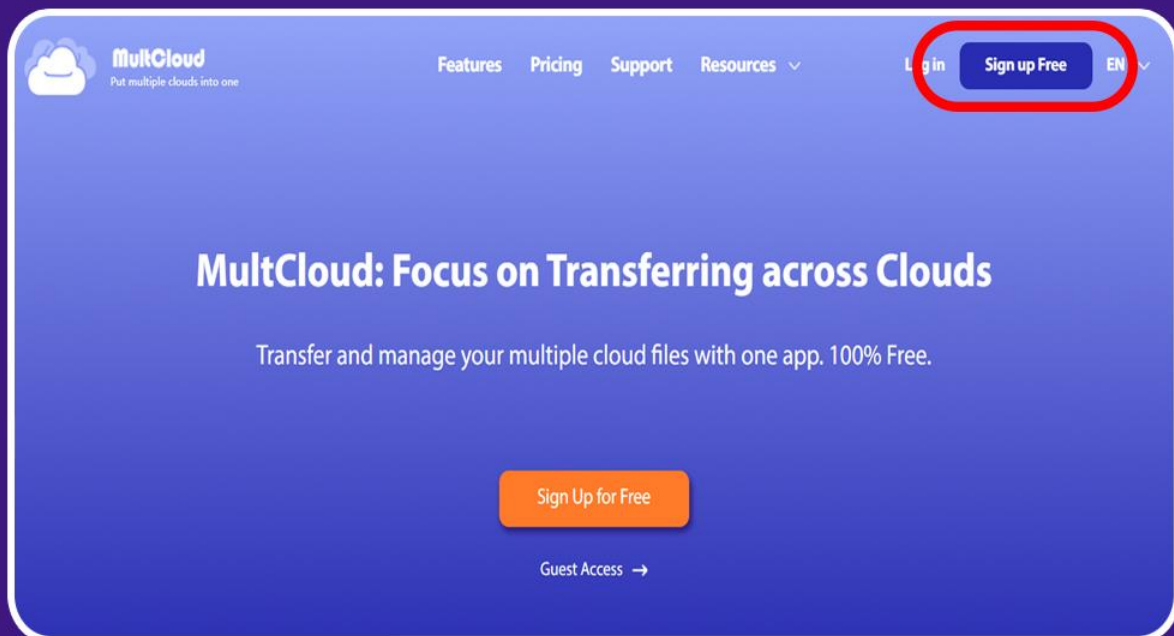 MultCloud
Put multiple clouds into one
Features Pricing Support Resources
Log in Sign up Free EN
MultCloud: Focus on Transferring across Clouds
Transfer and manage your multiple cloud files with one app. 100% Free.
Sign Up for Free
Guest Access →